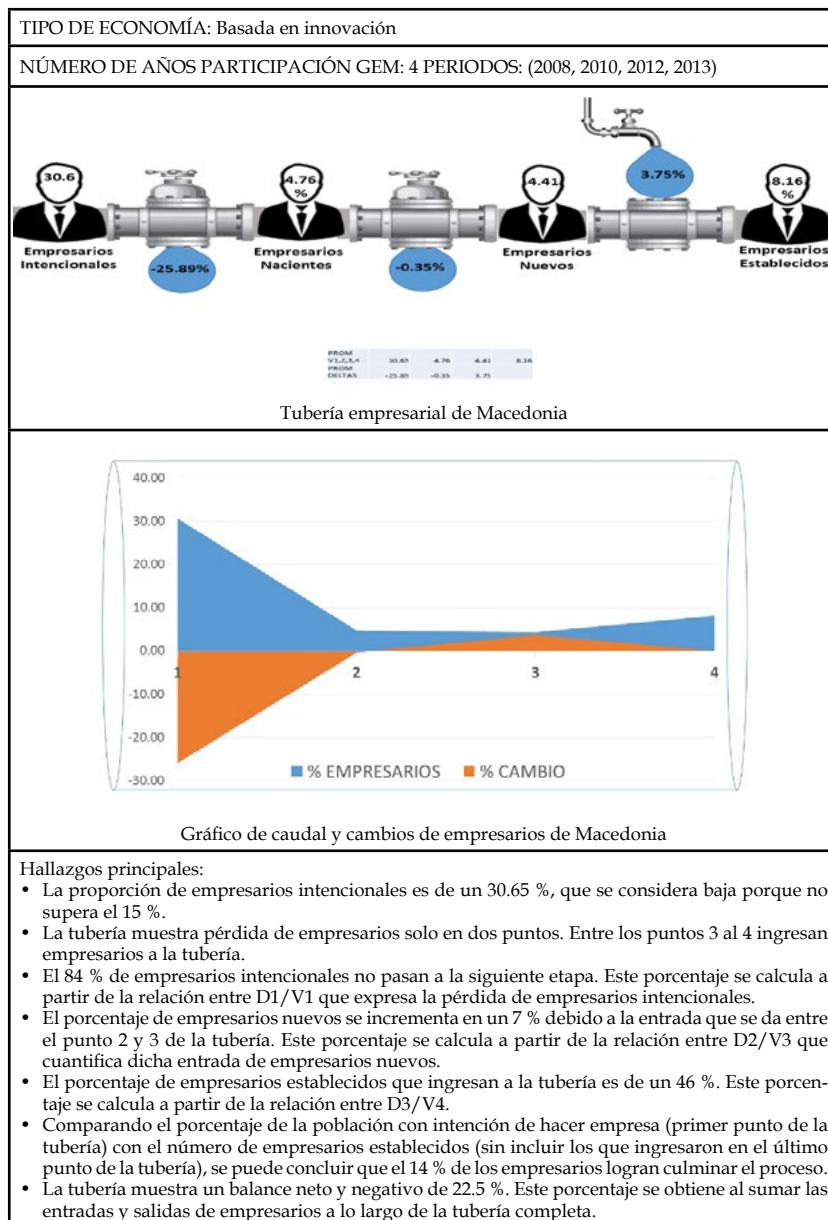 TIPO DE ECONOMÍA: Basada en innovación
NÚMERO DE AÑOS PARTICIPACIÓN GEM: 4 PERIODOS: (2008, 2010, 2012, 2013)
30.6
4.76
%
4.41
3.75%
8.16
%
Empresarios
Intencionales
-25.89%
Empresarios
Nacientes
-0.35%
Empresarios
Nuevos
Empresarios
Establecidos
PROM
V1,2,3,4 30.65 4.76 4.41 8.16
PROM
DELTAS -25.89 -0.35 3.75
Tubería empresarial de Macedonia
40.00
30.00
20.00
10.00
0.00
1 2 3 4
-10.00
-20.00
% EMPRESARIOS % CAMBIO
-30.00
Gráfico de caudal y cambios de empresarios de Macedonia
Hallazgos principales:
• La proporción de empresarios intencionales es de un 30.65 %, que se considera baja porque no
supera el 15 %.
• La tubería muestra pérdida de empresarios solo en dos puntos. Entre los puntos 3 al 4 ingresan
empresarios a la tubería.
• El 84 % de empresarios intencionales no pasan a la siguiente etapa. Este porcentaje se calcula a
partir de la relación entre D1/V1 que expresa la pérdida de empresarios intencionales.
• El porcentaje de empresarios nuevos se incrementa en un 7 % debido a la entrada que se da entre
el punto 2 y 3 de la tubería. Este porcentaje se calcula a partir de la relación entre D2/V3 que
cuantifica dicha entrada de empresarios nuevos.
• El porcentaje de empresarios establecidos que ingresan a la tubería es de un 46 %. Este porcen-
taje se calcula a partir de la relación entre D3/V4.
• Comparando el porcentaje de la población con intención de hacer empresa (primer punto de la
tubería) con el número de empresarios establecidos (sin incluir los que ingresaron en el último
punto de la tubería), se puede concluir que el 14 % de los empresarios logran culminar el proceso.
• La tubería muestra un balance neto y negativo de 22.5 %. Este porcentaje se obtiene al sumar las
entradas y salidas de empresarios a lo largo de la tubería completa.